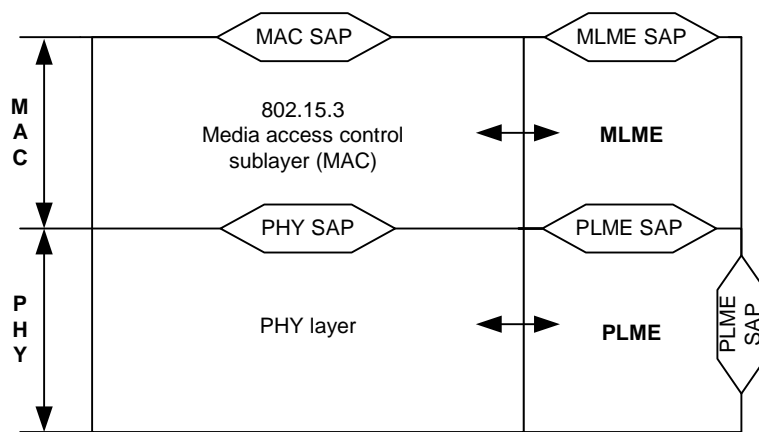 MAC SAP
MLME SAP
M
A
C
802.15.3
Media access control
sublayer (MAC)
MLME
PHY SAP
PLME SAP
P
H
Y
PHY layer
PLME
PLME
SAP